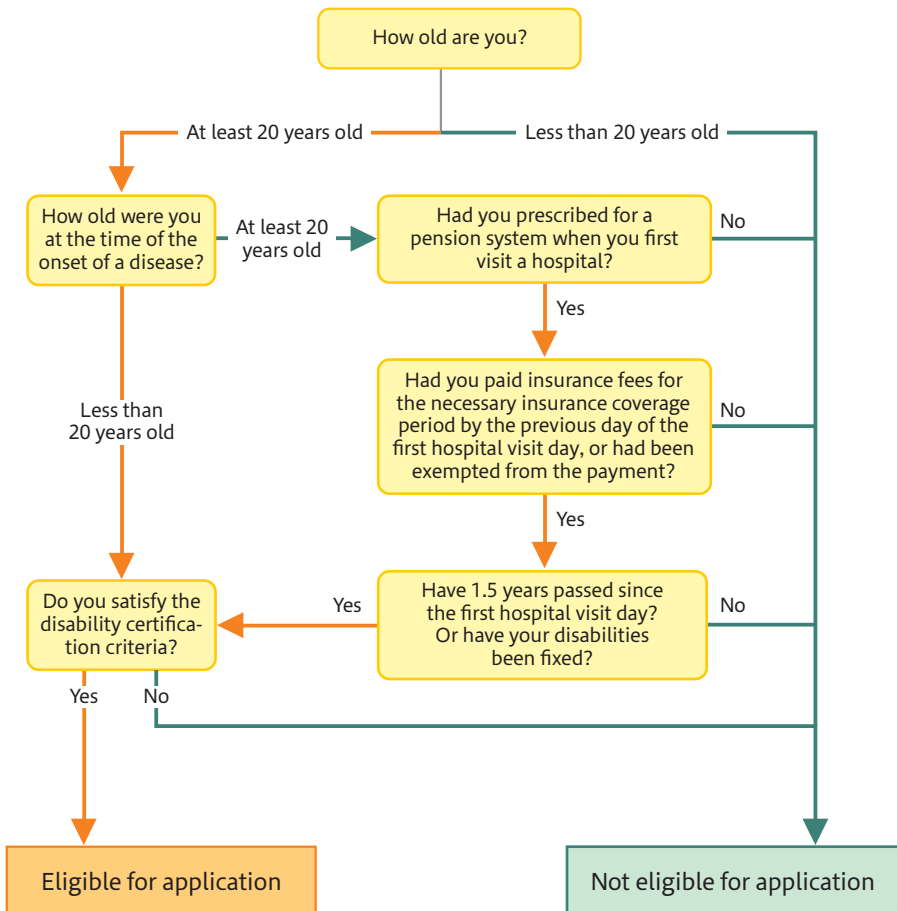 How old are you?
At least 20 years old
Less than 20 years old
How old were you
at the time of the
onset of a disease?
At least 20
years old
Had you prescribed for a
pension system when you first
visit a hospital?
No
Yes
Less than
20 years old
Had you paid insurance fees for
the necessary insurance coverage
period by the previous day of the
first hospital visit day, or had been
exempted from the payment?
No
Yes
Do you satisfy the
disability certifica-
tion criteria?
Yes
Have 1.5 years passed since
the first hospital visit day?
Or have your disabilities
been fixed?
No
Yes
No
Eligible for application
Not eligible for application